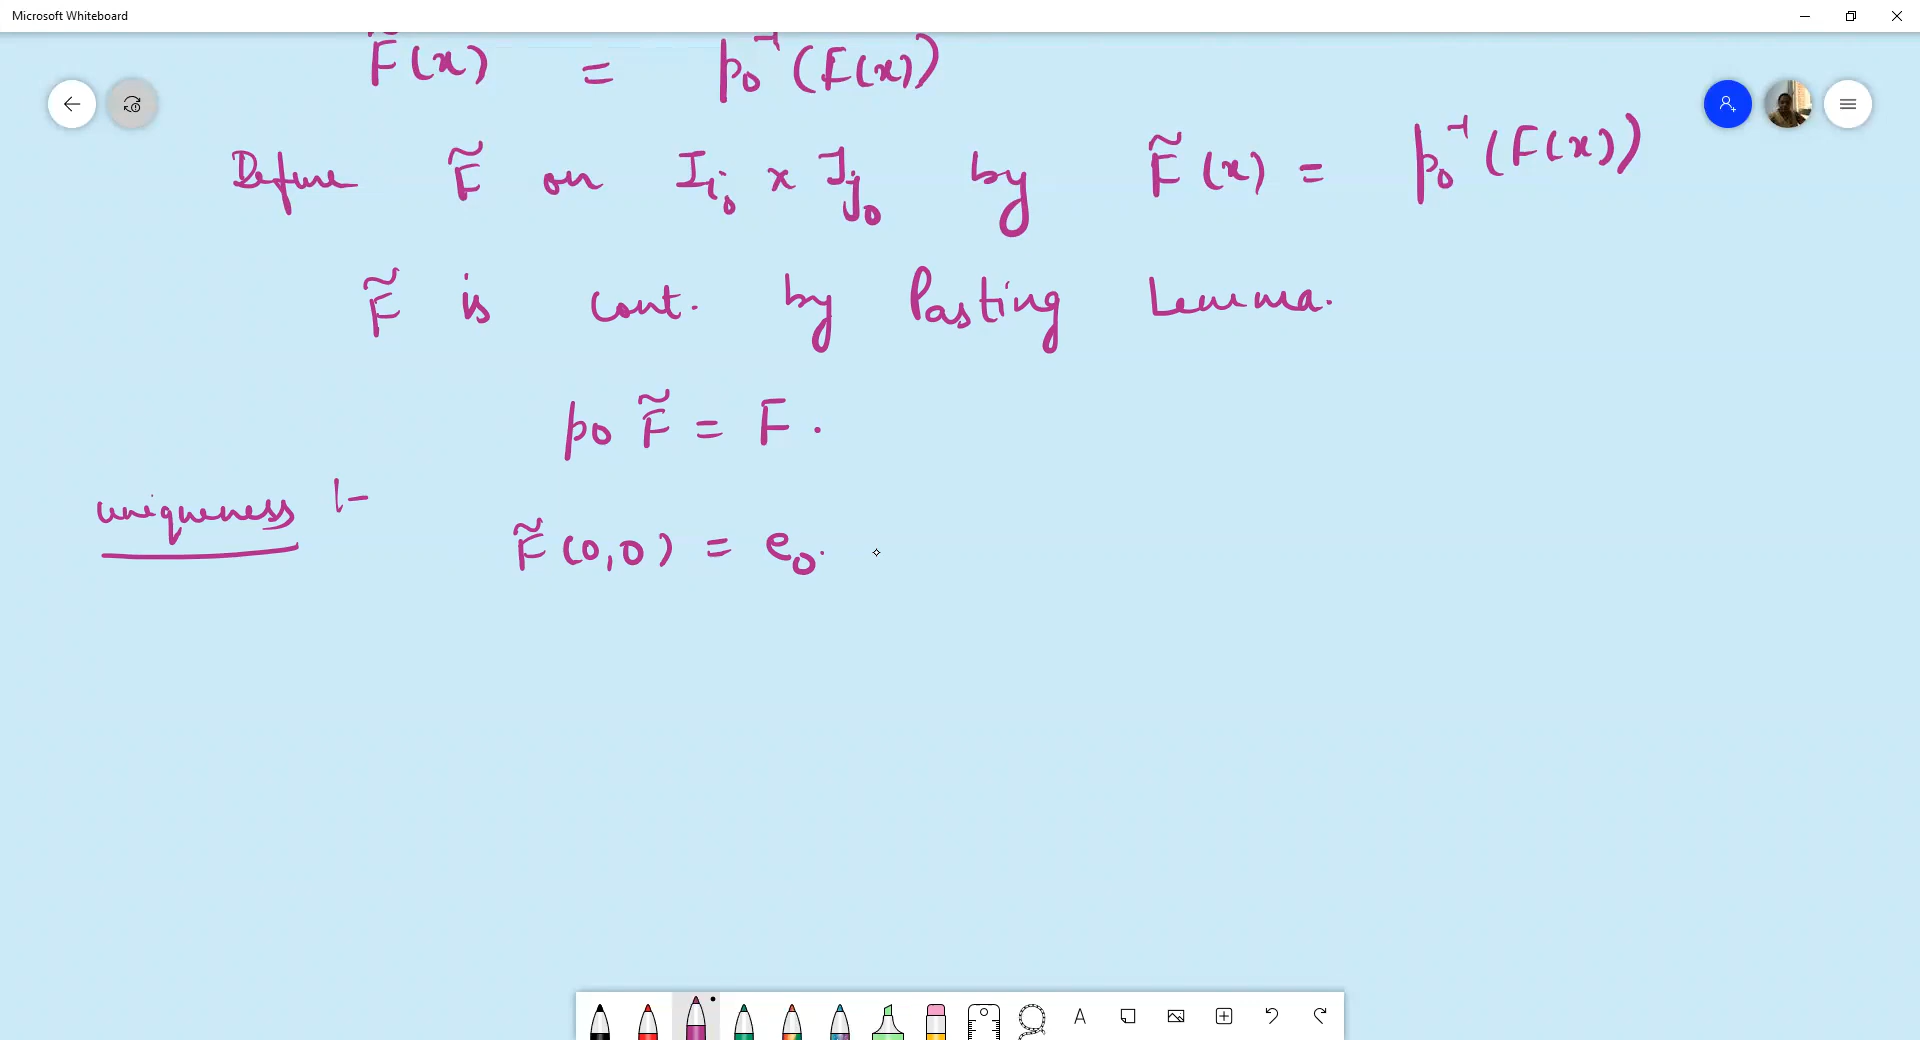 Microsoft Whiteboard
F̃(x) = p₀⁻¹(F(x))
Define F̃ on I_{i₀} × J_{j₀} by F̃(x) = p₀⁻¹(F(x))
F̃ is cont. by Pasting Lemma.
p∘F̃ = F.
uniqueness :-
F̃(0,0) = e₀.